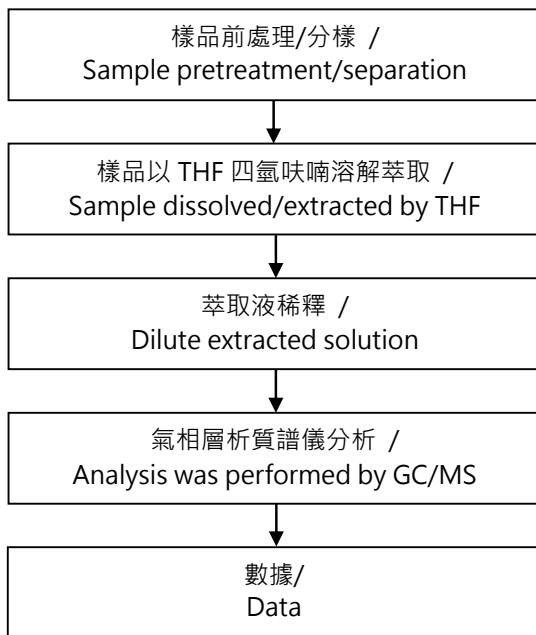 樣品前處理/分樣 /
Sample pretreatment/separation
樣品以 THF 四氫呋喃溶解萃取 /
Sample dissolved/extracted by THF
萃取液稀釋 /
Dilute extracted solution
氣相層析質譜儀分析 /
Analysis was performed by GC/MS
數據/
Data